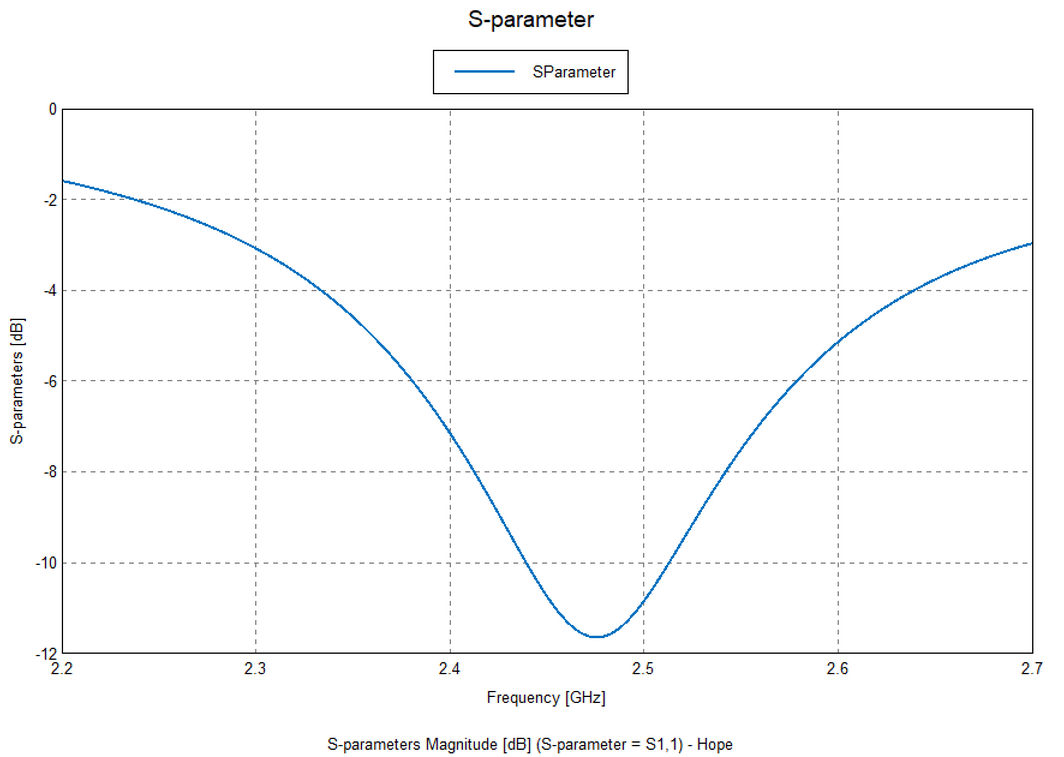 S-parameter
SParameter
0
-2
-4
-6
-8
-10
-12
S-parameters [dB]
2.2
2.3
2.4
2.5
2.6
2.7
Frequency [GHz]
S-parameters Magnitude [dB] (S-parameter = S1,1) - Hope